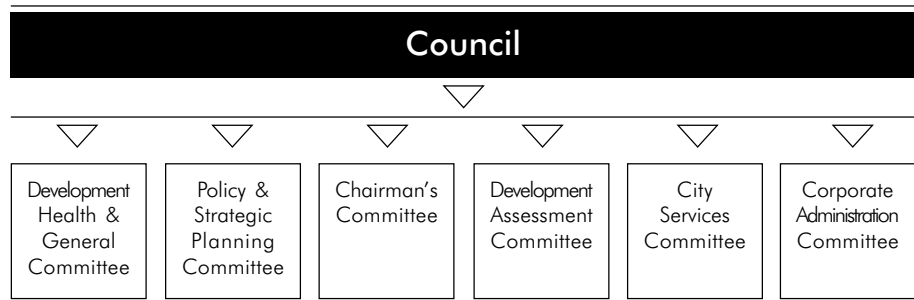 Council
Development
Health &
General
Committee
Policy &
Strategic
Planning
Committee
Chairman's
Committee
Development
Assessment
Committee
City
Services
Committee
Corporate
Administration
Committee